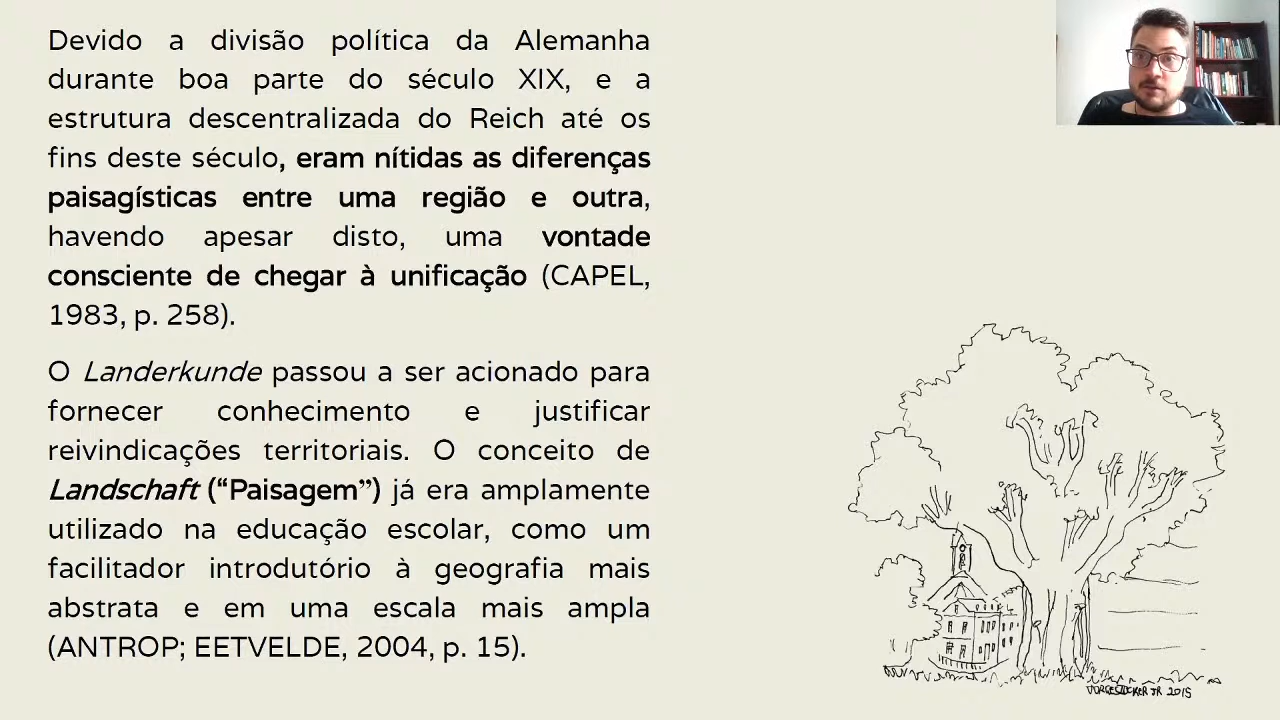 Devido a divisão política da Alemanha
durante boa parte do século XIX, e a
estrutura descentralizada do Reich até os
fins deste século, eram nítidas as diferenças
paisagísticas entre uma região e outra,
havendo apesar disto, uma vontade
consciente de chegar à unificação (CAPEL,
1983, p. 258).
O Landerkunde passou a ser acionado para
fornecer conhecimento e justificar
reivindicações territoriais. O conceito de
Landschaft (“Paisagem”) já era amplamente
utilizado na educação escolar, como um
facilitador introdutório à geografia mais
abstrata e em uma escala mais ampla
(ANTROP; EETVELDE, 2004, p. 15).
JR 2015